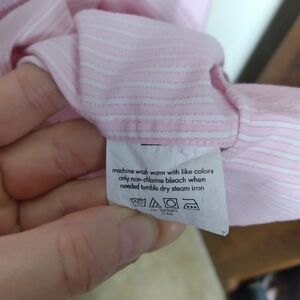 machine wash warm with like colors
only non-chlorine bleach when
needed tumble dry steam iron